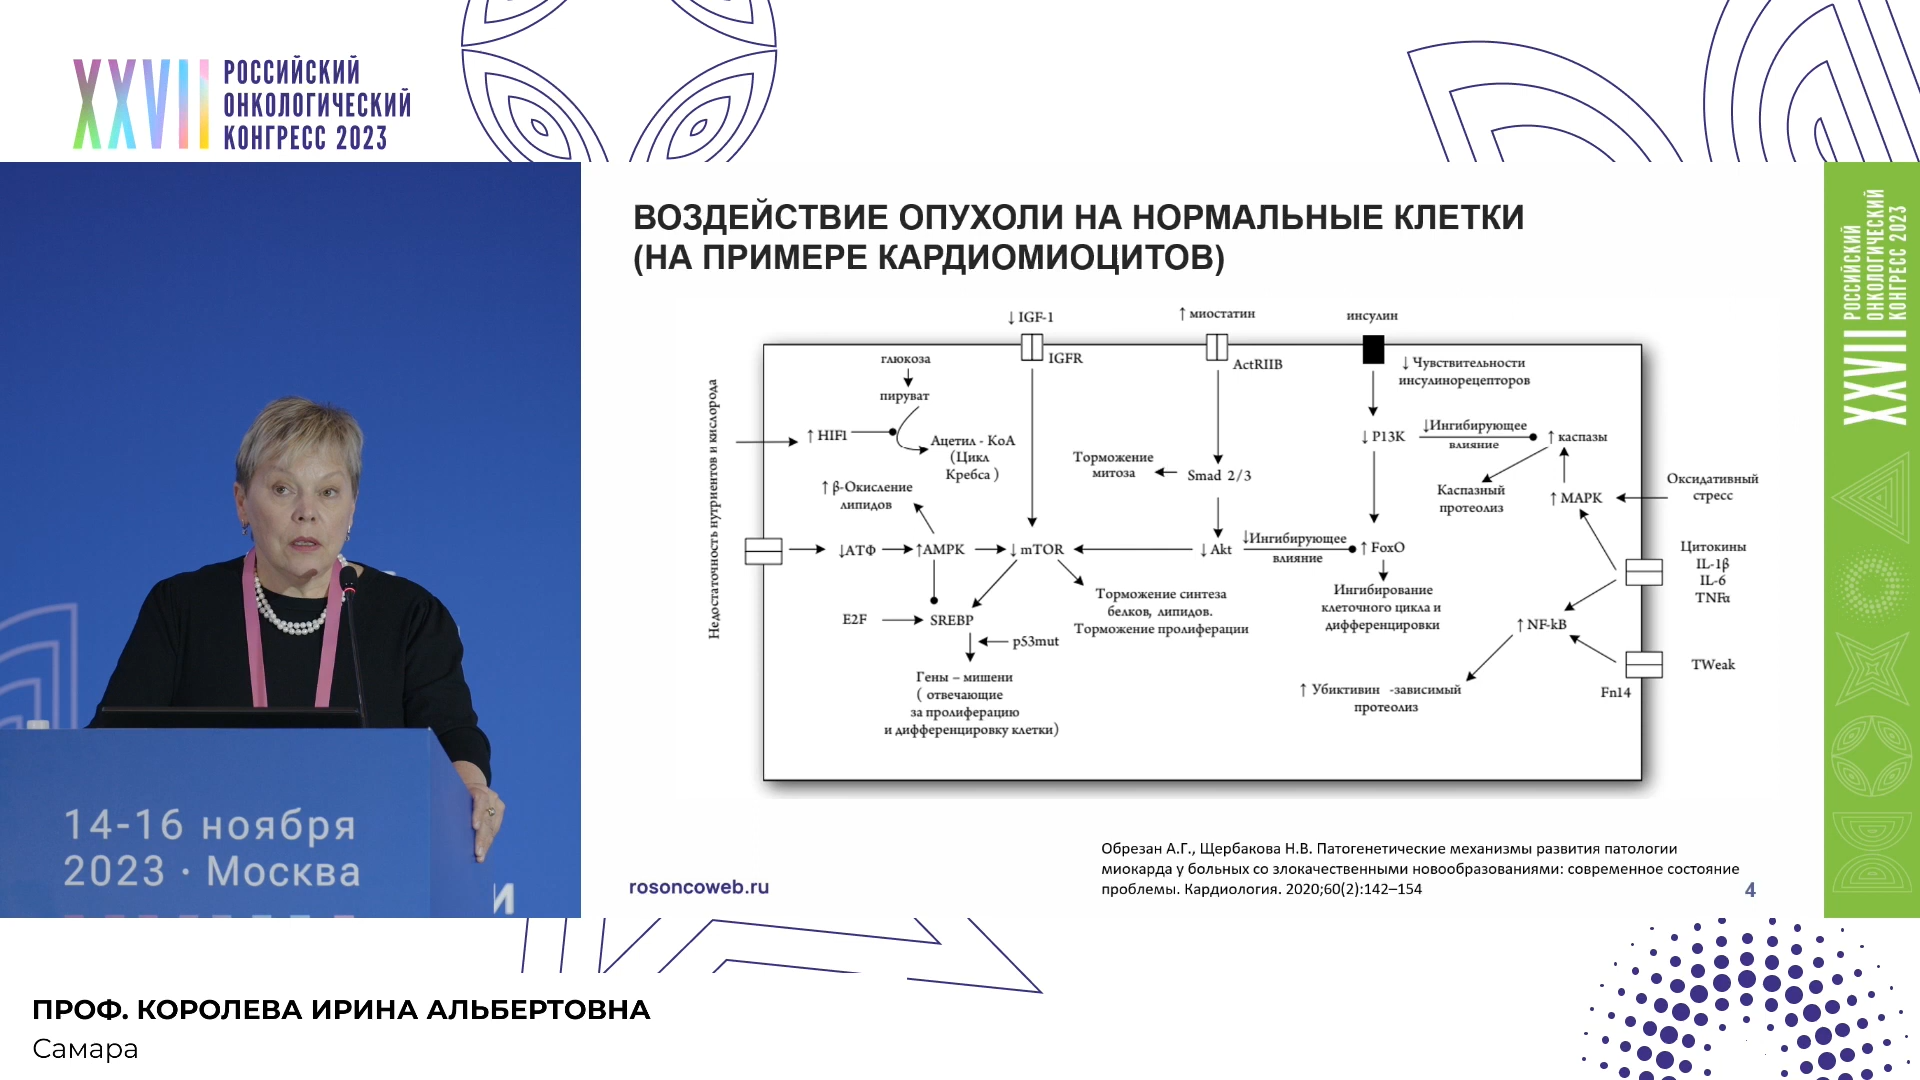 XXVII
РОССИЙСКИЙ
ОНКОЛОГИЧЕСКИЙ
КОНГРЕСС 2023
ВОЗДЕЙСТВИЕ ОПУХОЛИ НА НОРМАЛЬНЫЕ КЛЕТКИ
(НА ПРИМЕРЕ КАРДИОМИОЦИТОВ)
↓ IGF-1
↑ миостатин
инсулин
IGFR
ActRIIB
↓ Чувствительности
инсулинорецепторов
Недостаточность нутриентов и кислорода
глюкоза
пируват
↑ HIF1
Ацетил - КоА
(Цикл
Кребса )
↑ β-Окисление
липидов
Торможение
митоза
Smad 2/3
↓ P13K
↓Ингибирующее
влияние
↑ каспазы
Каспазный
протеолиз
↑ MAPK
Оксидативный
стресс
↓АТФ
↑AMPK
↓ mTOR
↓ Akt
↓Ингибирующее
влияние
↑ FoxO
Цитокины
IL-1β
IL-6
TNFα
Торможение синтеза
белков, липидов.
Торможение пролиферации
Ингибирование
клеточного цикла и
дифференцировки
E2F
SREBP
p53mut
↑ NF-kB
TWeak
Fn14
Гены – мишени
( отвечающие
за пролиферацию
и дифференцировку клетки)
↑ Убиктивин -зависимый
протеолиз
Обрезан А.Г., Щербакова Н.В. Патогенетические механизмы развития патологии
миокарда у больных со злокачественными новообразованиями: современное состояние
проблемы. Кардиология. 2020;60(2):142–154
rosoncoweb.ru
4
XXVII
РОССИЙСКИЙ
ОНКОЛОГИЧЕСКИЙ
КОНГРЕСС 2023
14-16 ноября
2023 · Москва
ПРОФ. КОРОЛЕВА ИРИНА АЛЬБЕРТОВНА
Самара